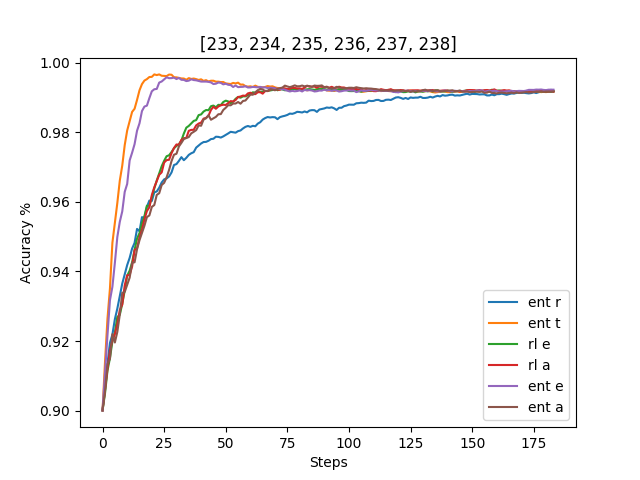 [233, 234, 235, 236, 237, 238]
Accuracy %
1.00
0.98
0.96
0.94
0.92
0.90
0
25
50
75
100
125
150
175
Steps
ent r
ent t
rl e
rl a
ent e
ent a